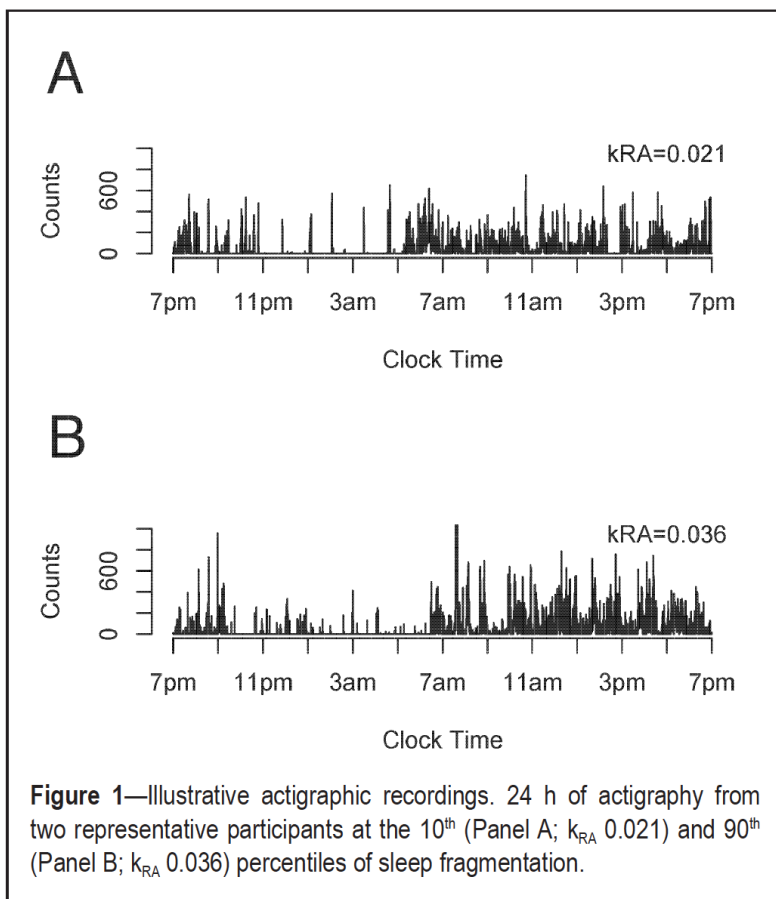 A
kRA=0.021
Counts
600
0
7pm 11pm 3am 7am 11am 3pm 7pm
Clock Time
B
kRA=0.036
Counts
600
0
7pm 11pm 3am 7am 11am 3pm 7pm
Clock Time
Figure 1—Illustrative actigraphic recordings. 24 h of actigraphy from
two representative participants at the 10th (Panel A; kRA 0.021) and 90th
(Panel B; kRA 0.036) percentiles of sleep fragmentation.